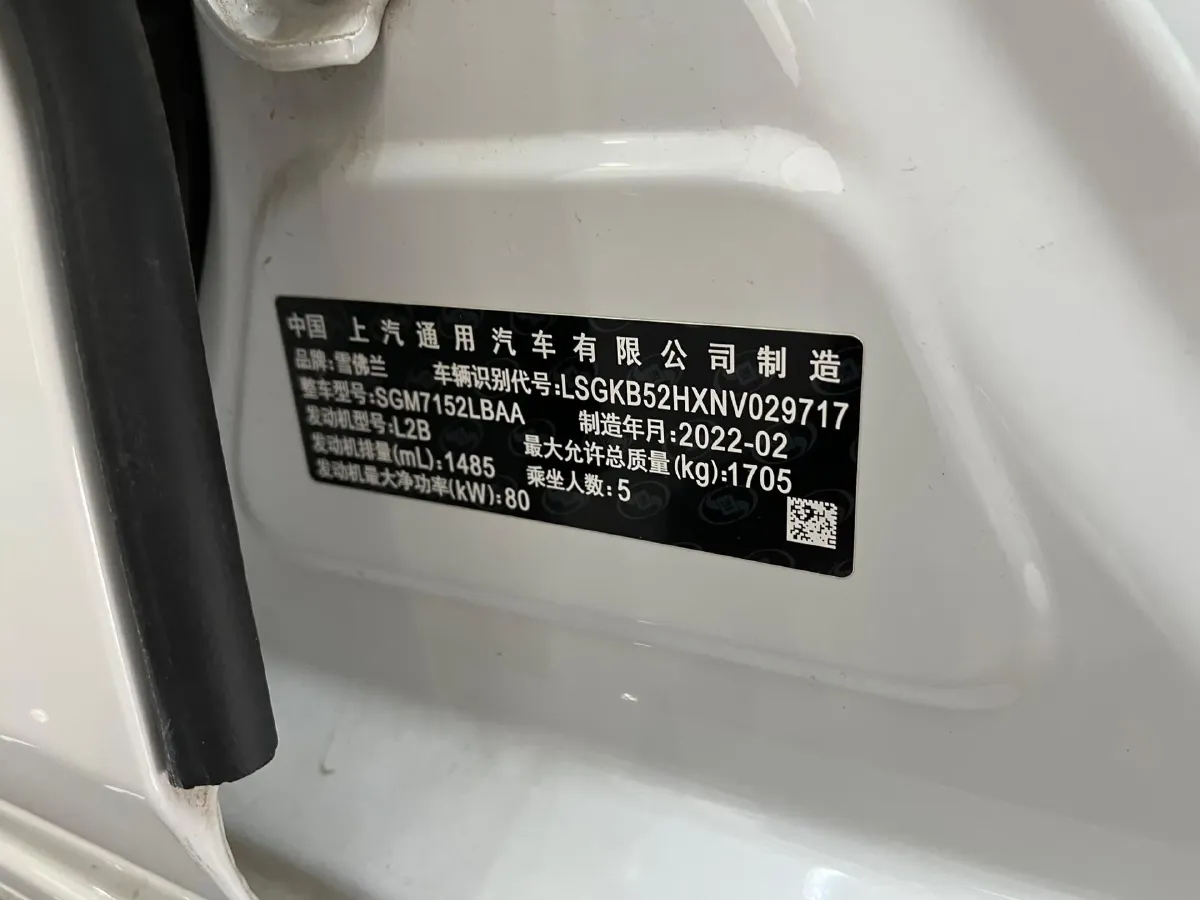 中国 上汽通用汽车有限公司制造
品牌:雪佛兰 车辆识别代号:LSGKB52HXNV029717
整车型号:SGM7152LBAA 制造年月:2022-02
发动机型号:L2B 最大允许总质量(kg):1705
发动机排量(mL):1485 乘坐人数:5
发动机最大净功率(kW):80